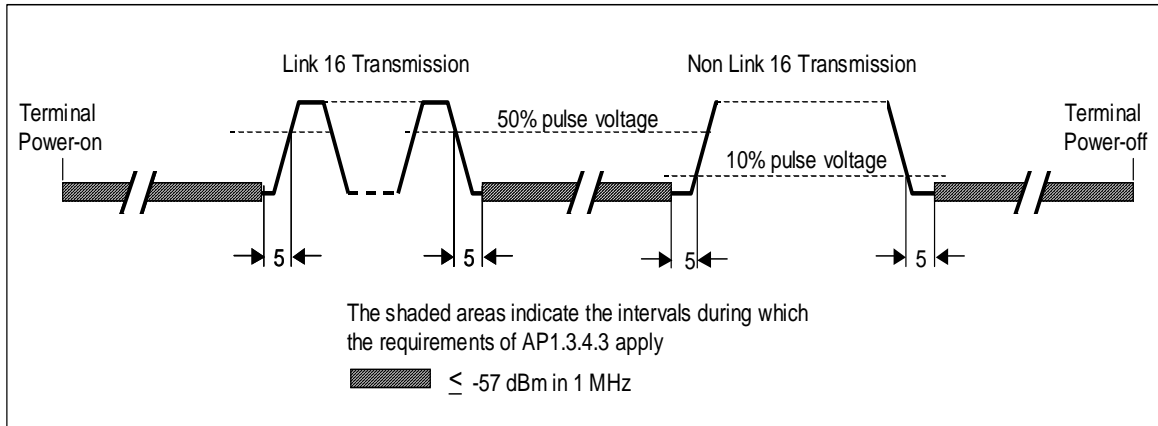 Link 16 Transmission
Non Link 16 Transmission
Terminal
Power-on
50% pulse voltage
Terminal
Power-off
10% pulse voltage
5
5
5
5
The shaded areas indicate the intervals during which
the requirements of AP1.3.4.3 apply
≤ -57 dBm in 1 MHz